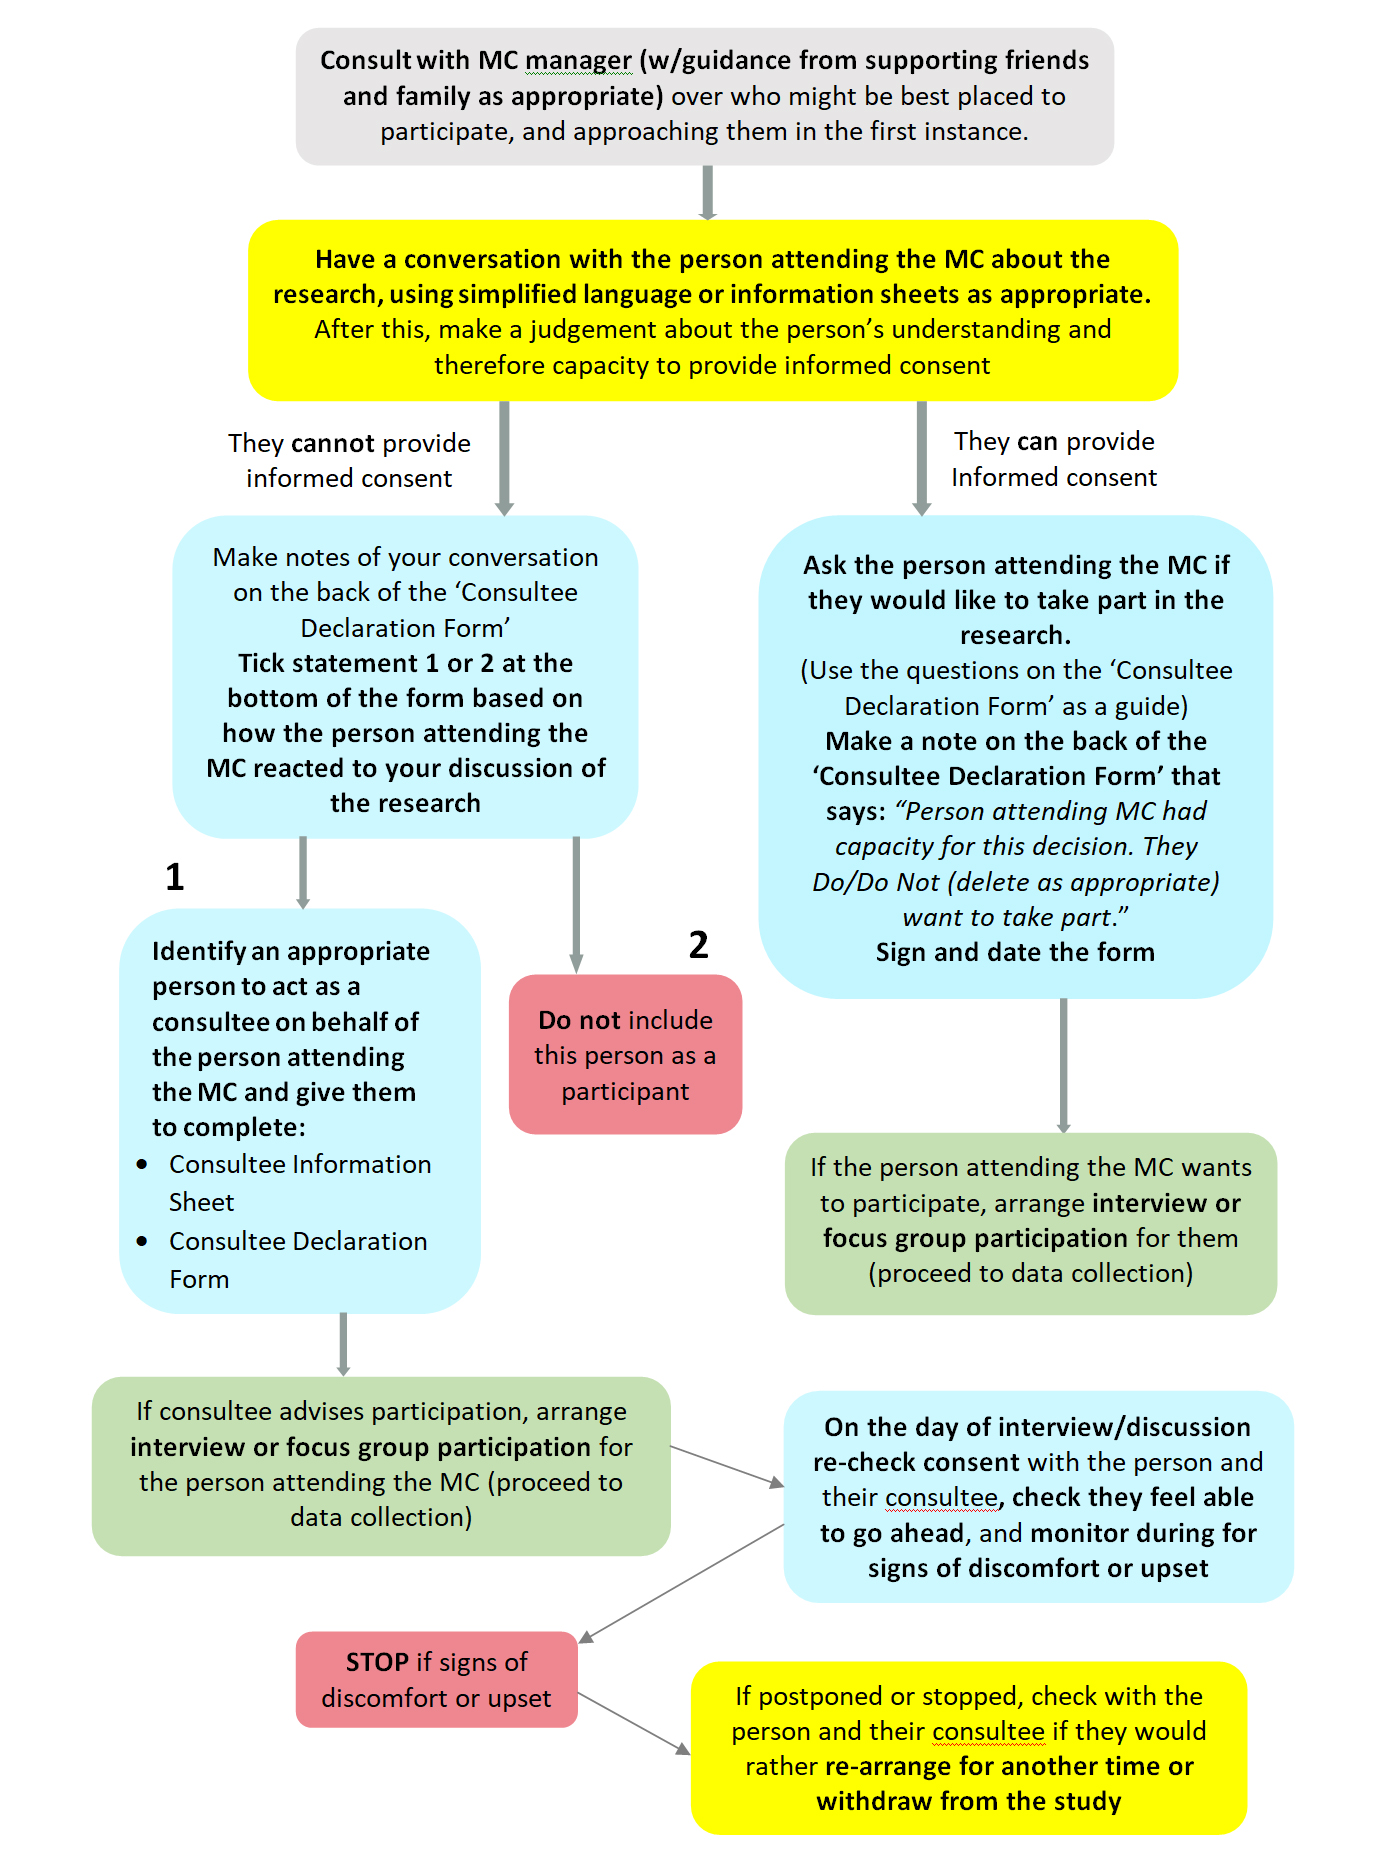 Consult with MC manager (w/guidance from supporting friends
and family as appropriate) over who might be best placed to
participate, and approaching them in the first instance.
Have a conversation with the person attending the MC about the
research, using simplified language or information sheets as appropriate.
After this, make a judgement about the person’s understanding and
therefore capacity to provide informed consent
They cannot provide
informed consent
They can provide
Informed consent
Make notes of your conversation
on the back of the ‘Consultee
Declaration Form’
Tick statement 1 or 2 at the
bottom of the form based on
how the person attending the
MC reacted to your discussion of
the research
Ask the person attending the MC if
they would like to take part in the
research.
(Use the questions on the ‘Consultee
Declaration Form’ as a guide)
Make a note on the back of the
‘Consultee Declaration Form’ that
says: “Person attending MC had
capacity for this decision. They
Do/Do Not (delete as appropriate)
want to take part.”
Sign and date the form
1
2
Identify an appropriate
person to act as a
consultee on behalf of
the person attending
the MC and give them
to complete:
• Consultee Information
Sheet
• Consultee Declaration
Form
Do not include
this person as a
participant
If the person attending the MC wants
to participate, arrange interview or
focus group participation for them
(proceed to data collection)
If consultee advises participation, arrange
interview or focus group participation for
the person attending the MC (proceed to
data collection)
On the day of interview/discussion
re-check consent with the person and
their consultee, check they feel able
to go ahead, and monitor during for
signs of discomfort or upset
STOP if signs of
discomfort or upset
If postponed or stopped, check with the
person and their consultee if they would
rather re-arrange for another time or
withdraw from the study